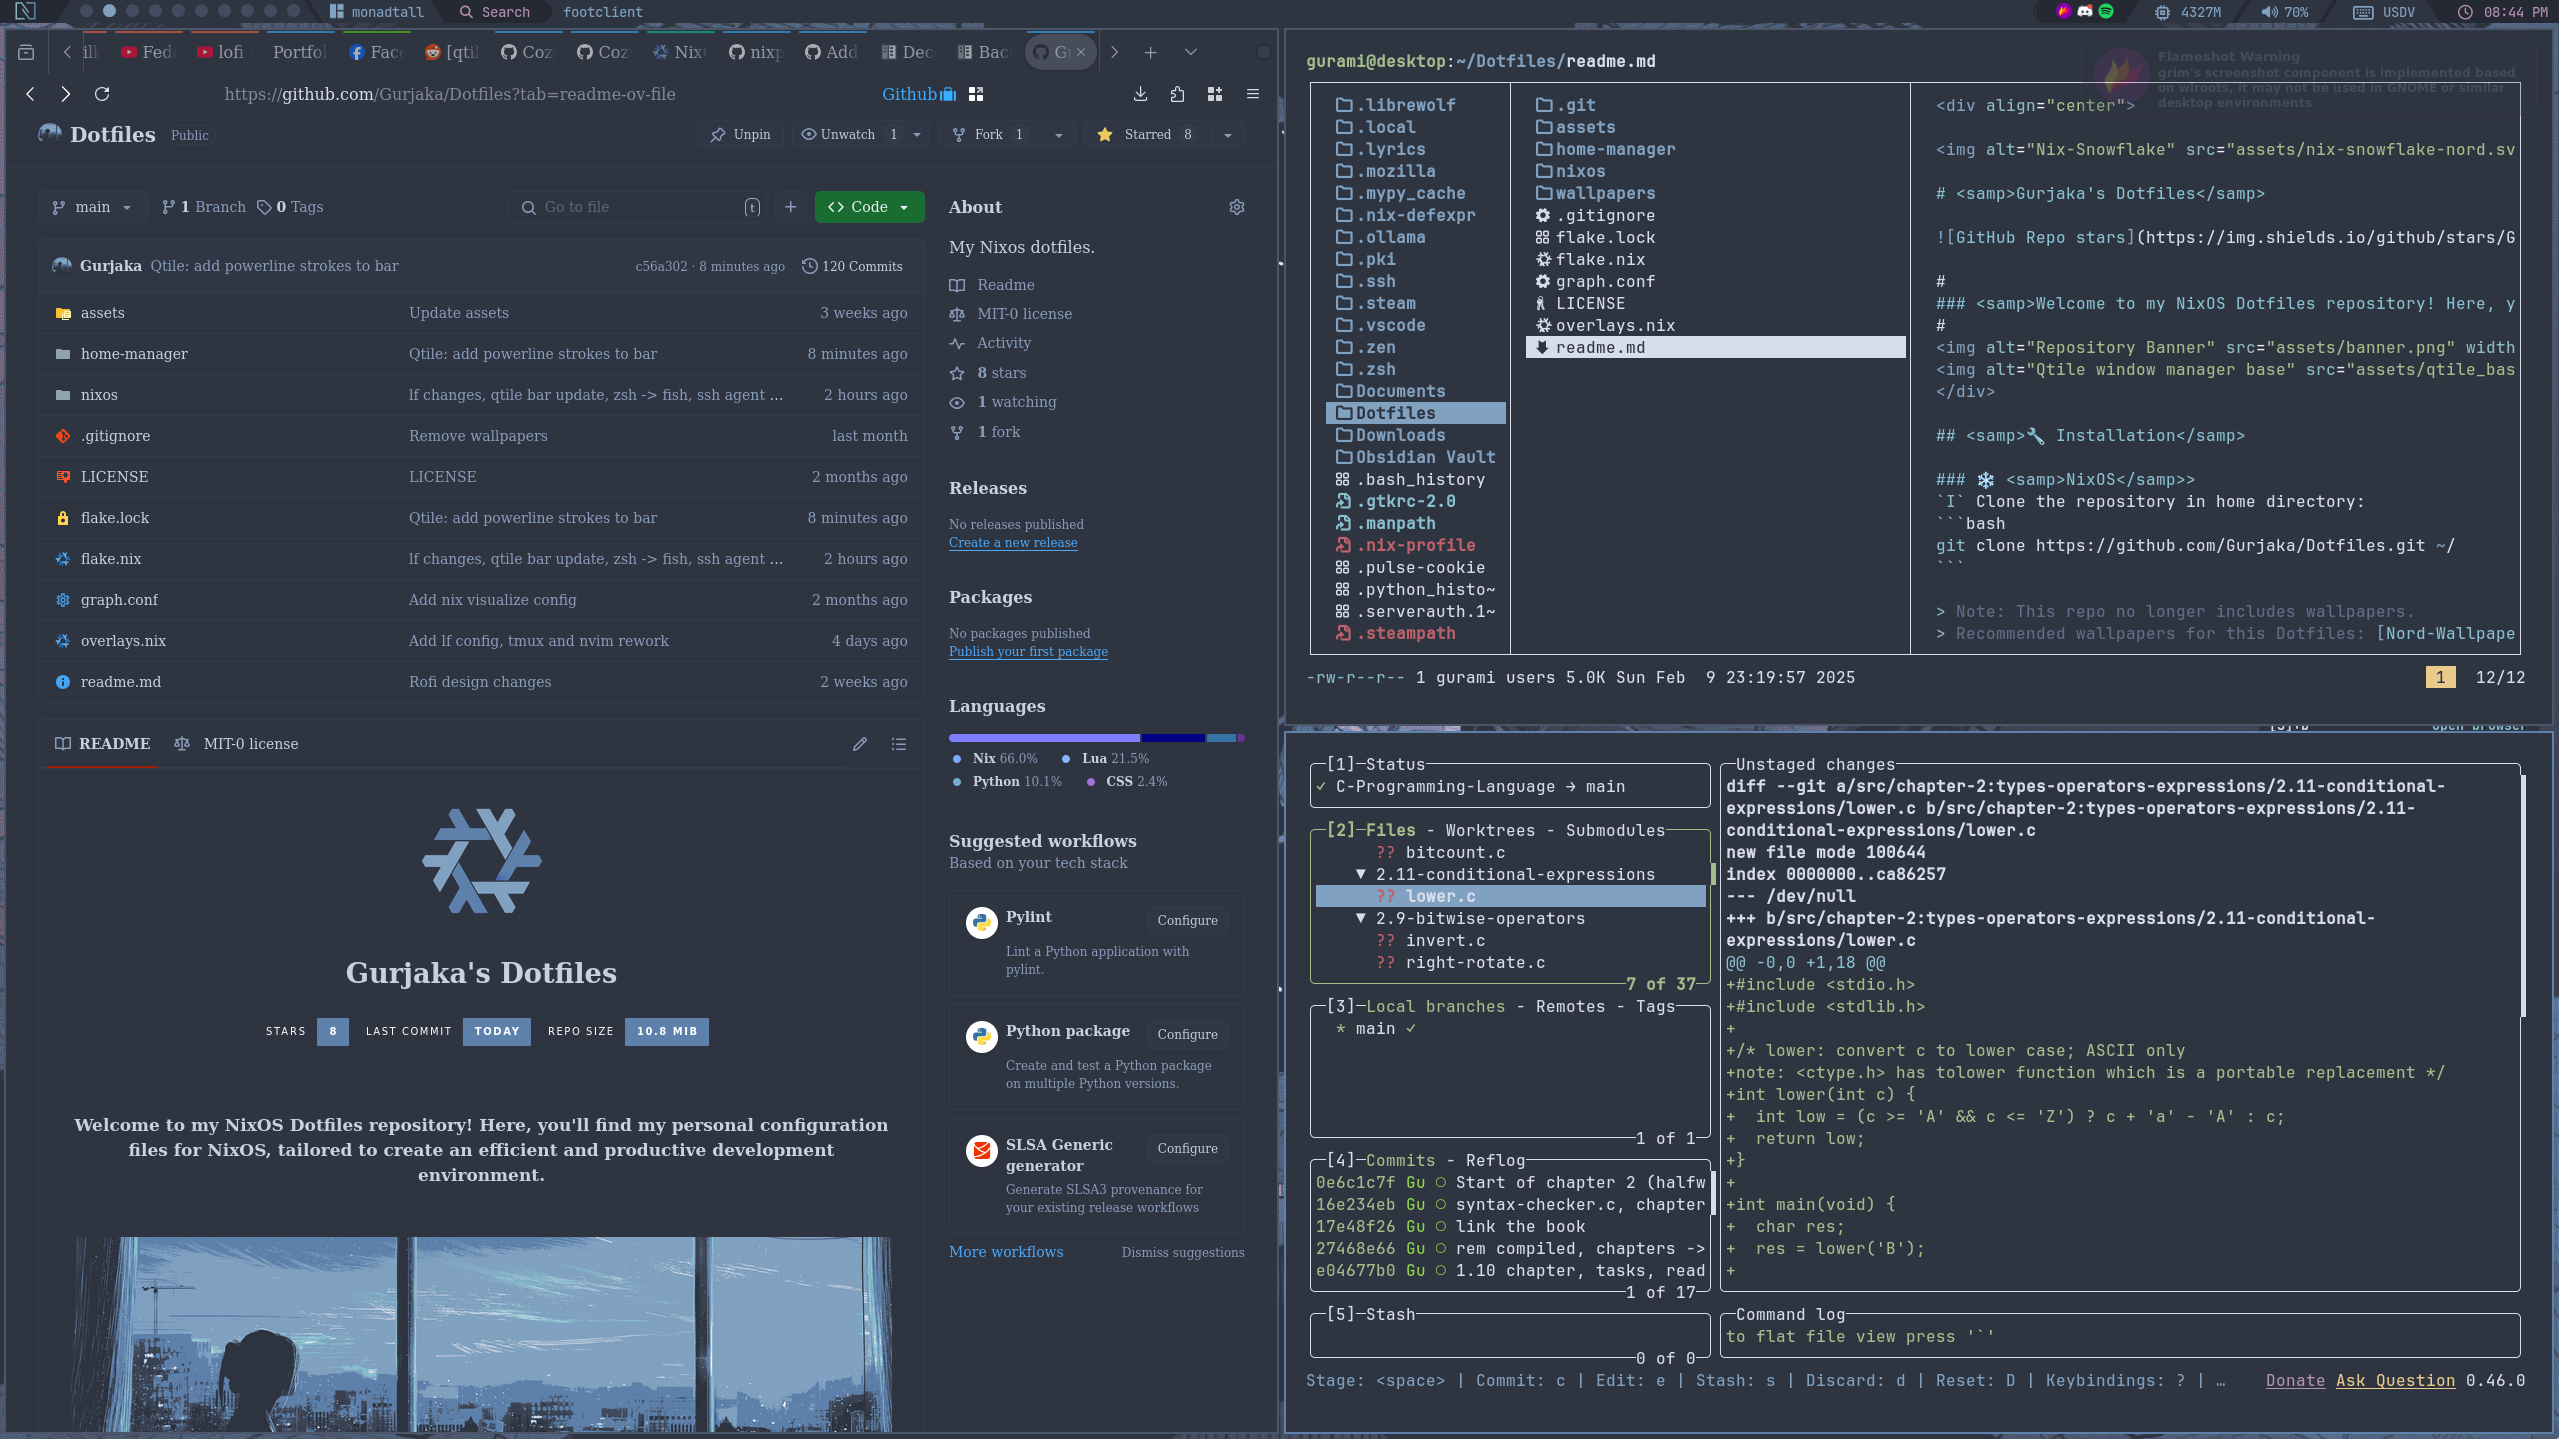 monadtall
Search
footclient
4327M
70%
USDV
08:44 PM
Fed
lofi
Portfol
Face
[qtil
Coz
Coz
Nix
nixp
Add
Dec
Bac
https://github.com/Gurjaka/Dotfiles?tab=readme-ov-file
Github
Dotfiles
Public
Unpin
Unwatch 1
Fork 1
Starred 8
main
1 Branch
0 Tags
Go to file
t
Code
Gurjaka Qtile: add powerline strokes to bar
c56a302 · 8 minutes ago
120 Commits
assets Update assets 3 weeks ago
home-manager Qtile: add powerline strokes to bar 8 minutes ago
nixos lf changes, qtile bar update, zsh -> fish, ssh agent … 2 hours ago
.gitignore Remove wallpapers last month
LICENSE LICENSE 2 months ago
flake.lock Qtile: add powerline strokes to bar 8 minutes ago
flake.nix lf changes, qtile bar update, zsh -> fish, ssh agent … 2 hours ago
graph.conf Add nix visualize config 2 months ago
overlays.nix Add lf config, tmux and nvim rework 4 days ago
readme.md Rofi design changes 2 weeks ago
README
MIT-0 license
Gurjaka's Dotfiles
STARS 8 LAST COMMIT TODAY REPO SIZE 10.8 MIB
Welcome to my NixOS Dotfiles repository! Here, you'll find my personal configuration
files for NixOS, tailored to create an efficient and productive development
environment.
About
My Nixos dotfiles.
Readme
MIT-0 license
Activity
8 stars
1 watching
1 fork
Releases
No releases published
Create a new release
Packages
No packages published
Publish your first package
Languages
Nix 66.0% Lua 21.5%
Python 10.1% CSS 2.4%
Suggested workflows
Based on your tech stack
Pylint
Configure
Lint a Python application with
pylint.
Python package
Configure
Create and test a Python package
on multiple Python versions.
SLSA Generic
generator
Configure
Generate SLSA3 provenance for
your existing release workflows
More workflows
Dismiss suggestions
gurami@desktop:~/Dotfiles/readme.md
Flameshot Warning
grim's screenshot component is implemented based
on wlroots, it may not be used in GNOME or similar
desktop environments
.librewolf
.local
.lyrics
.mozilla
.mypy_cache
.nix-defexpr
.ollama
.pki
.ssh
.steam
.vscode
.zen
.zsh
Documents
Dotfiles
Downloads
Obsidian Vault
.bash_history
.gtkrc-2.0
.manpath
.nix-profile
.pulse-cookie
.python_histo~
.serverauth.1~
.steampath
.git
assets
home-manager
nixos
wallpapers
.gitignore
flake.lock
flake.nix
graph.conf
LICENSE
overlays.nix
readme.md
<div align="center">
<img alt="Nix-Snowflake" src="assets/nix-snowflake-nord.sv
# <samp>Gurjaka's Dotfiles</samp>
![GitHub Repo stars](https://img.shields.io/github/stars/G
#
### <samp>Welcome to my NixOS Dotfiles repository! Here, y
#
<img alt="Repository Banner" src="assets/banner.png" width
<img alt="Qtile window manager base" src="assets/qtile_bas
</div>
## <samp>🔧 Installation</samp>
### ❄️ <samp>NixOS</samp>>
`I` Clone the repository in home directory:
```bash
git clone https://github.com/Gurjaka/Dotfiles.git ~/
```
> Note: This repo no longer includes wallpapers.
> Recommended wallpapers for this Dotfiles: [Nord-Wallpape
-rw-r--r-- 1 gurami users 5.0K Sun Feb  9 23:19:57 2025
1 12/12
[1]─Status
✓ C-Programming-Language → main
[2]─Files - Worktrees - Submodules
?? bitcount.c
▼ 2.11-conditional-expressions
?? lower.c
▼ 2.9-bitwise-operators
?? invert.c
?? right-rotate.c
7 of 37
[3]─Local branches - Remotes - Tags
* main ✓
1 of 1
[4]─Commits - Reflog
0e6c1c7f Gu ○ Start of chapter 2 (halfw
16e234eb Gu ○ syntax-checker.c, chapter
17e48f26 Gu ○ link the book
27468e66 Gu ○ rem compiled, chapters ->
e04677b0 Gu ○ 1.10 chapter, tasks, read
1 of 17
[5]─Stash
0 of 0
Unstaged changes
diff --git a/src/chapter-2:types-operators-expressions/2.11-conditional-
expressions/lower.c b/src/chapter-2:types-operators-expressions/2.11-
conditional-expressions/lower.c
new file mode 100644
index 0000000..ca86257
--- /dev/null
+++ b/src/chapter-2:types-operators-expressions/2.11-conditional-
expressions/lower.c
@@ -0,0 +1,18 @@
+#include <stdio.h>
+#include <stdlib.h>
+
+/* lower: convert c to lower case; ASCII only
+note: <ctype.h> has tolower function which is a portable replacement */
+int lower(int c) {
+  int low = (c >= 'A' && c <= 'Z') ? c + 'a' - 'A' : c;
+  return low;
+}
+
+int main(void) {
+  char res;
+  res = lower('B');
+
Command log
to flat file view press '`'
Stage: <space> | Commit: c | Edit: e | Stash: s | Discard: d | Reset: D | Keybindings: ? | …
Donate Ask Question 0.46.0